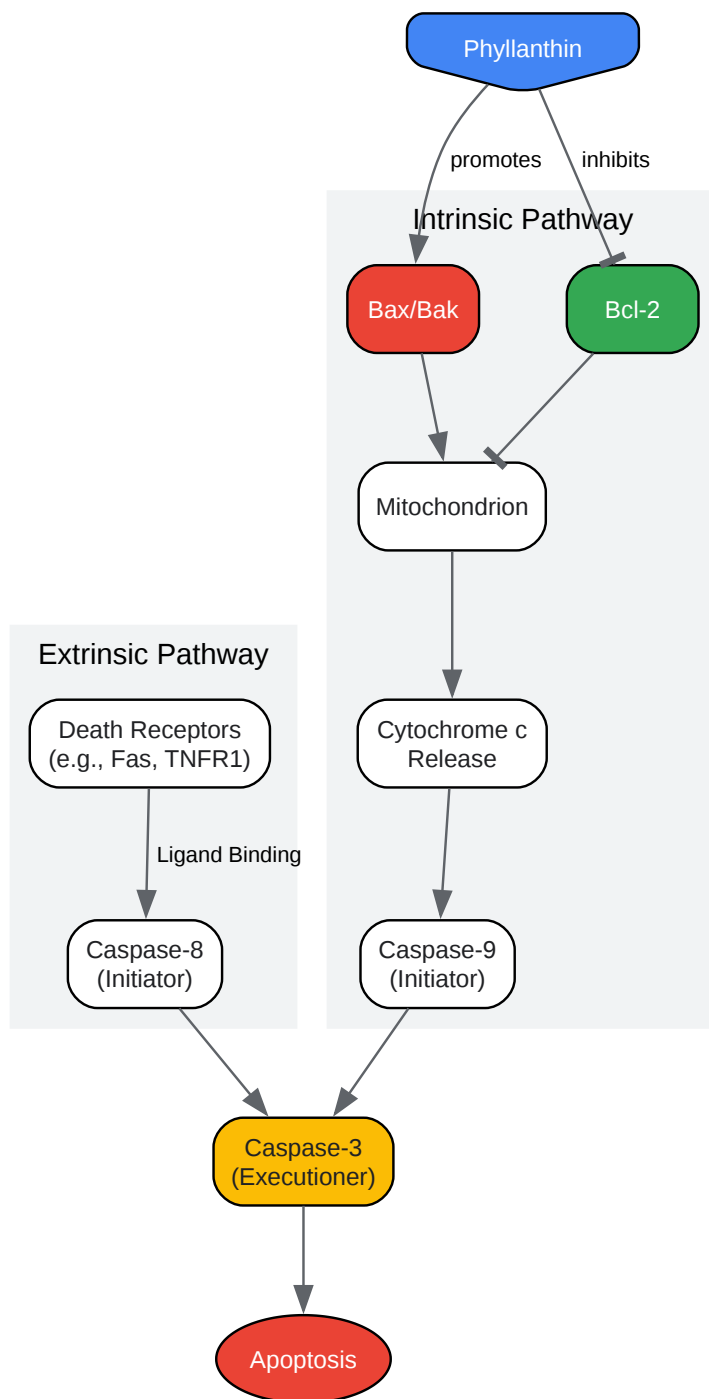 Phyllanthin
promotes
inhibits
Intrinsic Pathway
Bax/Bak
Bcl-2
Mitochondrion
Extrinsic Pathway
Death Receptors
(e.g., Fas, TNFR1)
Cytochrome c
Release
Ligand Binding
Caspase-8
(Initiator)
Caspase-9
(Initiator)
Caspase-3
(Executioner)
Apoptosis